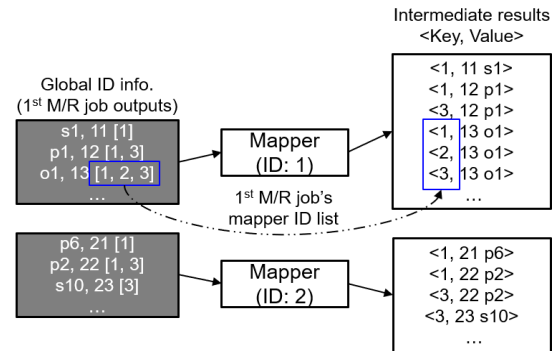 Intermediate results
<Key, Value>
Global ID info.
(1st M/R job outputs)
s1, 11 [1]
p1, 12 [1, 3]
o1, 13 [1, 2, 3]
…
Mapper
(ID: 1)
<1, 11 s1>
<1, 12 p1>
<3, 12 p1>
<1, 13 o1>
<2, 13 o1>
<3, 13 o1>
…
1st M/R job's
mapper ID list
p6, 21 [1]
p2, 22 [1, 3]
s10, 23 [3]
…
Mapper
(ID: 2)
<1, 21 p6>
<1, 22 p2>
<3, 22 p2>
<3, 23 s10>
…